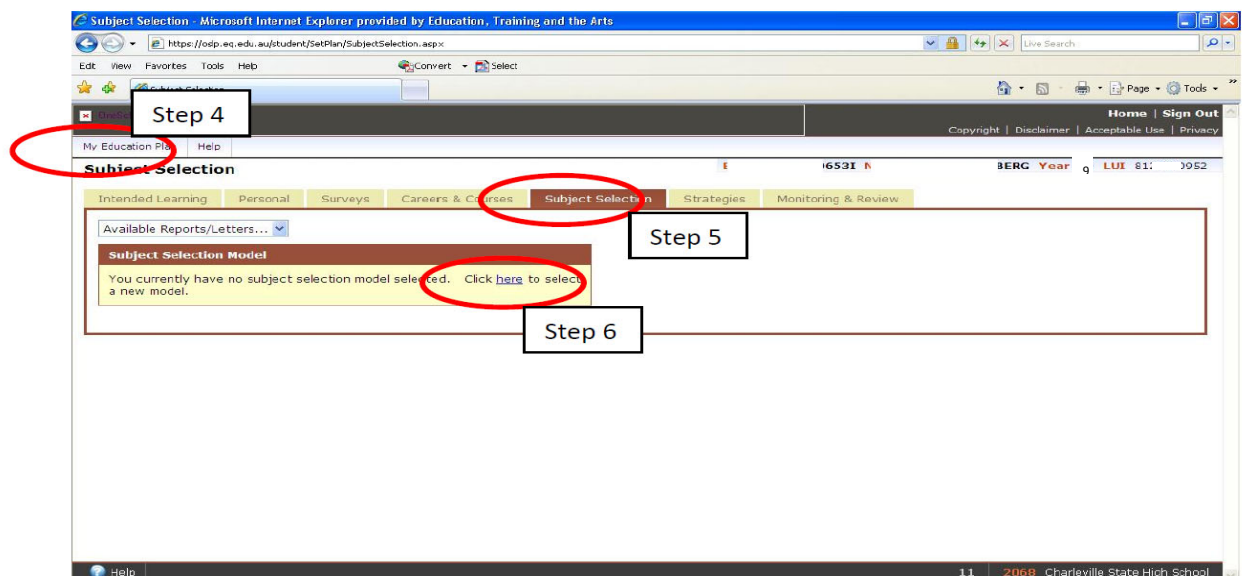 Subject Selection - Microsoft Internet Explorer provided by Education, Training and the Arts
https://oslp.eq.edu.au/student/SetPlan/SubjectSelection.aspx
Live Search
Edit View Favorites Tools Help
Convert Select
Subject Selection
Page Tools
Step 4
Home | Sign Out
Copyright | Disclaimer | Acceptable Use | Privacy
My Education Plan Help
Subject Selection
BERG Year 9 LUI
Intended Learning Personal Surveys Careers & Courses Subject Selection Strategies Monitoring & Review
Available Reports/Letters...
Step 5
Subject Selection Model
You currently have no subject selection model selected. Click here to select
a new model.
Step 6
Help
11 2068 Charleville State High School